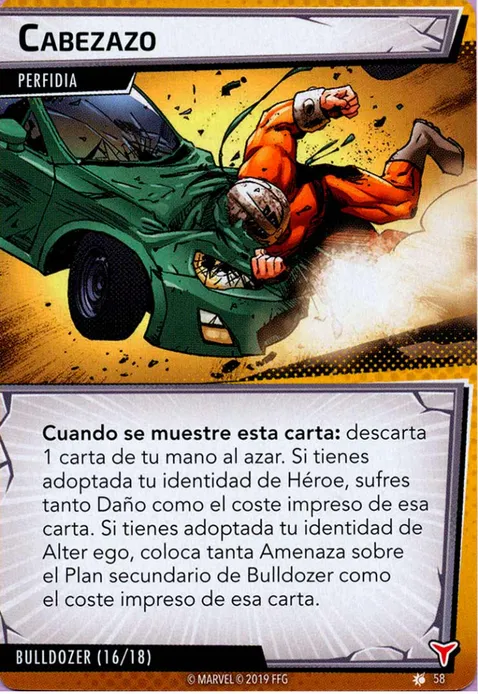 CABEZAZO
PERFIDIA
Cuando se muestre esta carta: descarta
1 carta de tu mano al azar. Si tienes
adoptada tu identidad de Héroe, sufres
tanto Daño como el coste impreso de esa
carta. Si tienes adoptada tu identidad de
Alter ego, coloca tanta Amenaza sobre
el Plan secundario de Bulldozer como
el coste impreso de esa carta.
BULLDOZER (16/18)
© MARVEL © 2019 FFG
58